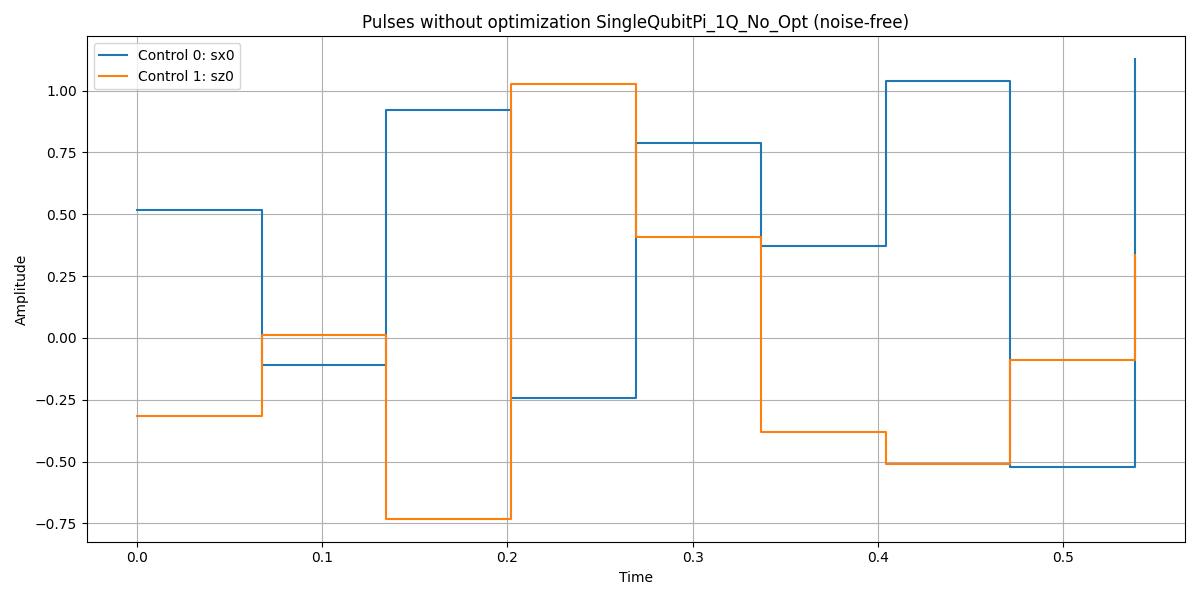 Pulses without optimization SingleQubitPi_1Q_No_Opt (noise-free)
Control 0: sx0
Control 1: sz0
Amplitude
1.00
0.75
0.50
0.25
0.00
−0.25
−0.50
−0.75
0.0 0.1 0.2 0.3 0.4 0.5
Time